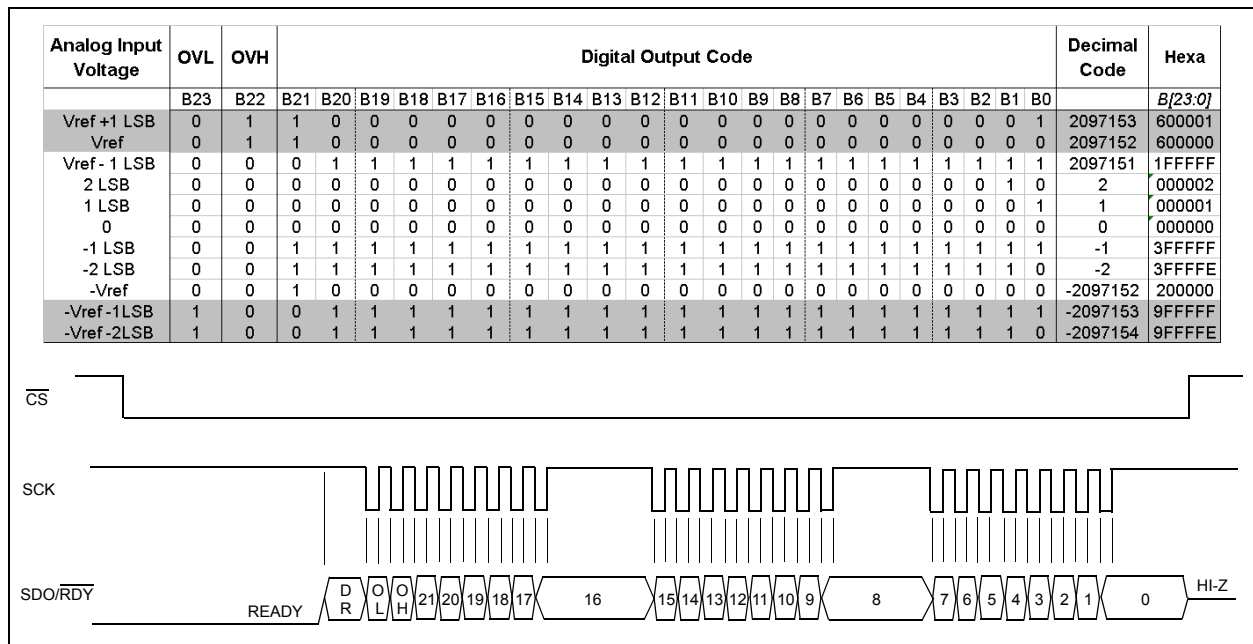 Analog Input Voltage OVL OVH Digital Output Code Decimal Code Hexa
B23 B22 B21 B20 B19 B18 B17 B16 B15 B14 B13 B12 B11 B10 B9 B8 B7 B6 B5 B4 B3 B2 B1 B0 B[23:0]
Vref +1 LSB 0 1 1 0 0 0 0 0 0 0 0 0 0 0 0 0 0 0 0 0 0 0 0 1 2097153 600001
Vref 0 1 1 0 0 0 0 0 0 0 0 0 0 0 0 0 0 0 0 0 0 0 0 0 2097152 600000
Vref - 1 LSB 0 0 0 1 1 1 1 1 1 1 1 1 1 1 1 1 1 1 1 1 1 1 1 1 2097151 1FFFFF
2 LSB 0 0 0 0 0 0 0 0 0 0 0 0 0 0 0 0 0 0 0 0 0 0 1 0 2 000002
1 LSB 0 0 0 0 0 0 0 0 0 0 0 0 0 0 0 0 0 0 0 0 0 0 0 1 1 000001
0 0 0 0 0 0 0 0 0 0 0 0 0 0 0 0 0 0 0 0 0 0 0 0 0 0 000000
-1 LSB 0 0 1 1 1 1 1 1 1 1 1 1 1 1 1 1 1 1 1 1 1 1 1 1 -1 3FFFFF
-2 LSB 0 0 1 1 1 1 1 1 1 1 1 1 1 1 1 1 1 1 1 1 1 1 1 0 -2 3FFFFE
-Vref 0 0 1 0 0 0 0 0 0 0 0 0 0 0 0 0 0 0 0 0 0 0 0 0 -2097152 200000
-Vref -1LSB 1 0 0 1 1 1 1 1 1 1 1 1 1 1 1 1 1 1 1 1 1 1 1 1 -2097153 9FFFFF
-Vref -2LSB 1 0 0 1 1 1 1 1 1 1 1 1 1 1 1 1 1 1 1 1 1 1 1 0 -2097154 9FFFFE
CS
SCK
SDO/RDY READY DR OL OH 21 20 19 18 17 16 15 14 13 12 11 10 9 8 7 6 5 4 3 2 1 0 HI-Z